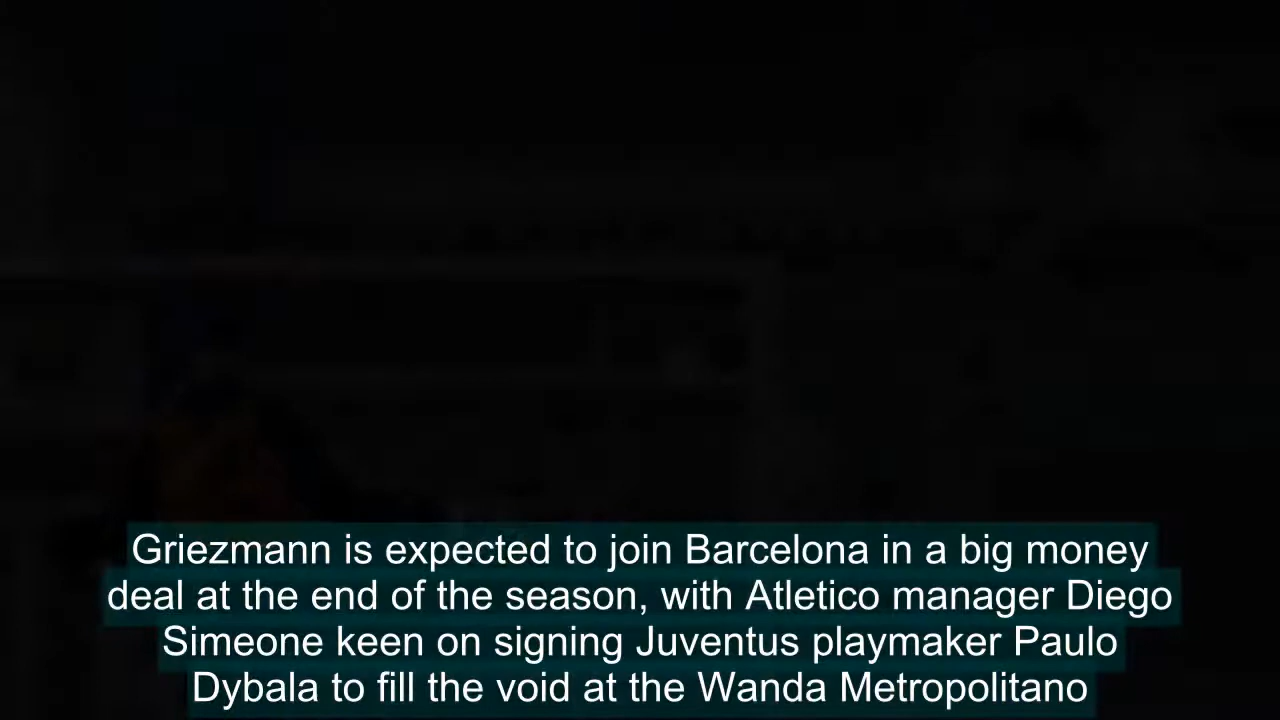 Griezmann is expected to join Barcelona in a big money
deal at the end of the season, with Atletico manager Diego
Simeone keen on signing Juventus playmaker Paulo
Dybala to fill the void at the Wanda Metropolitano